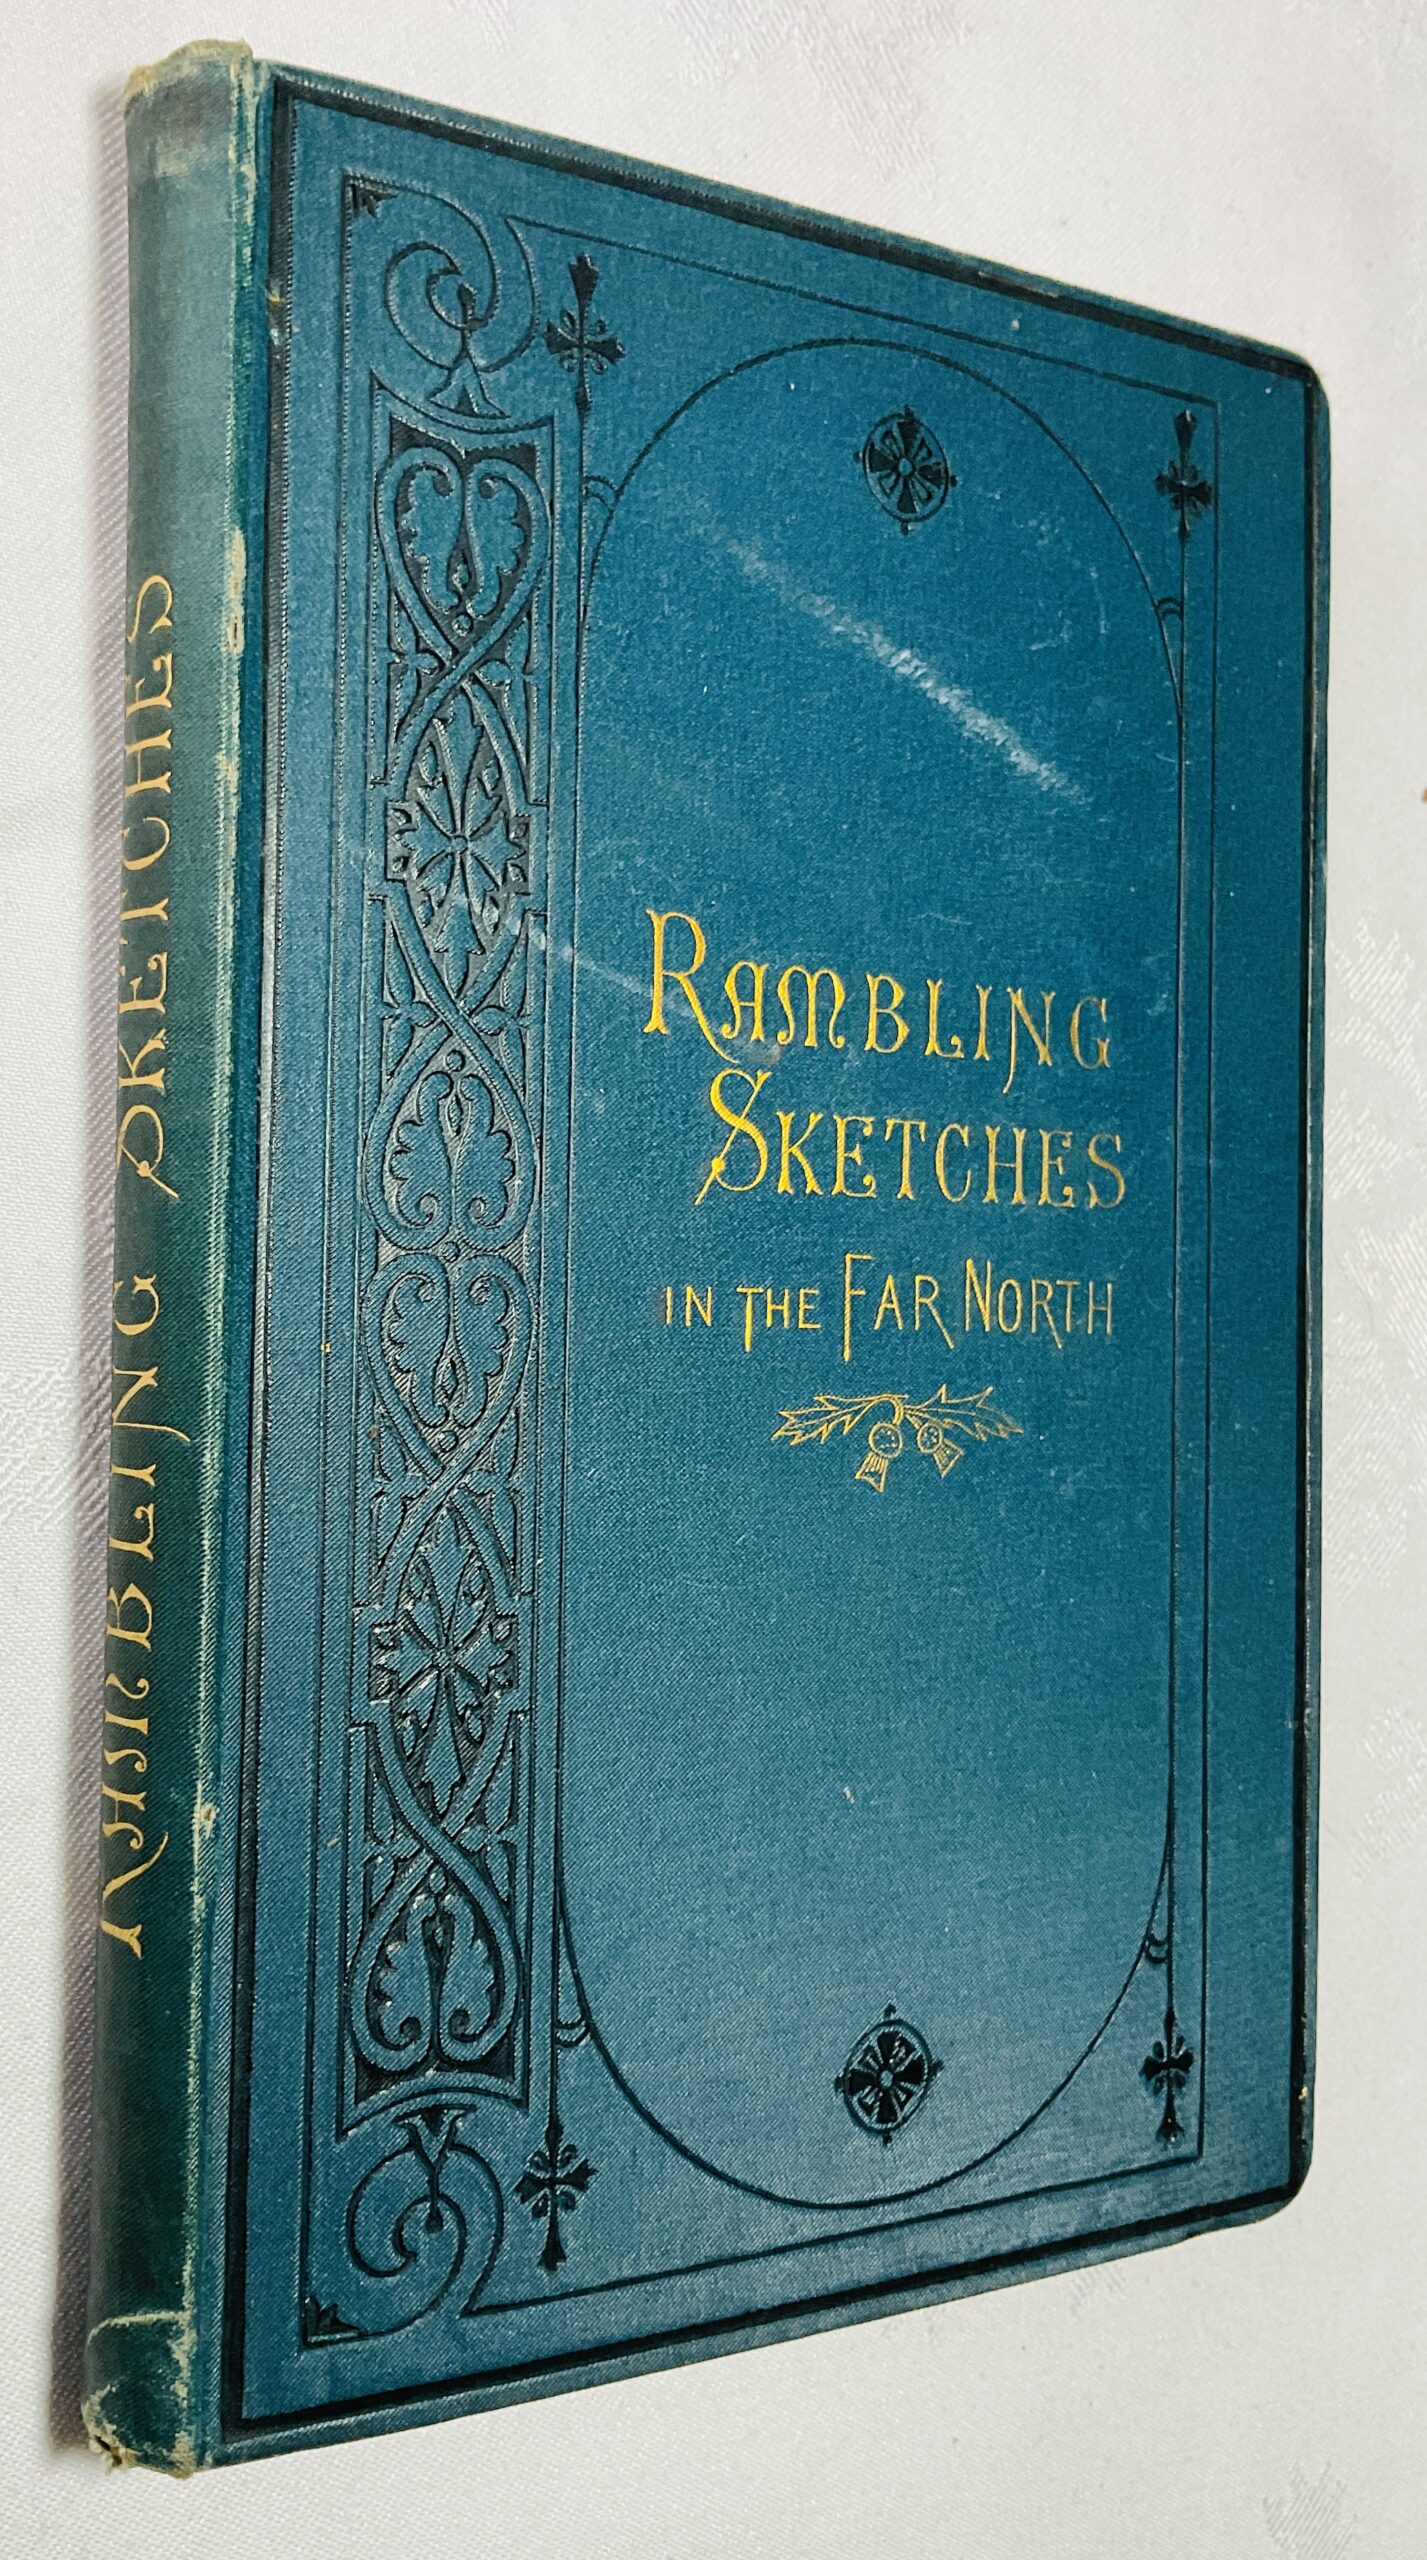 RAMBLING SKETCHES
RAMBLING
SKETCHES
IN THE FAR NORTH